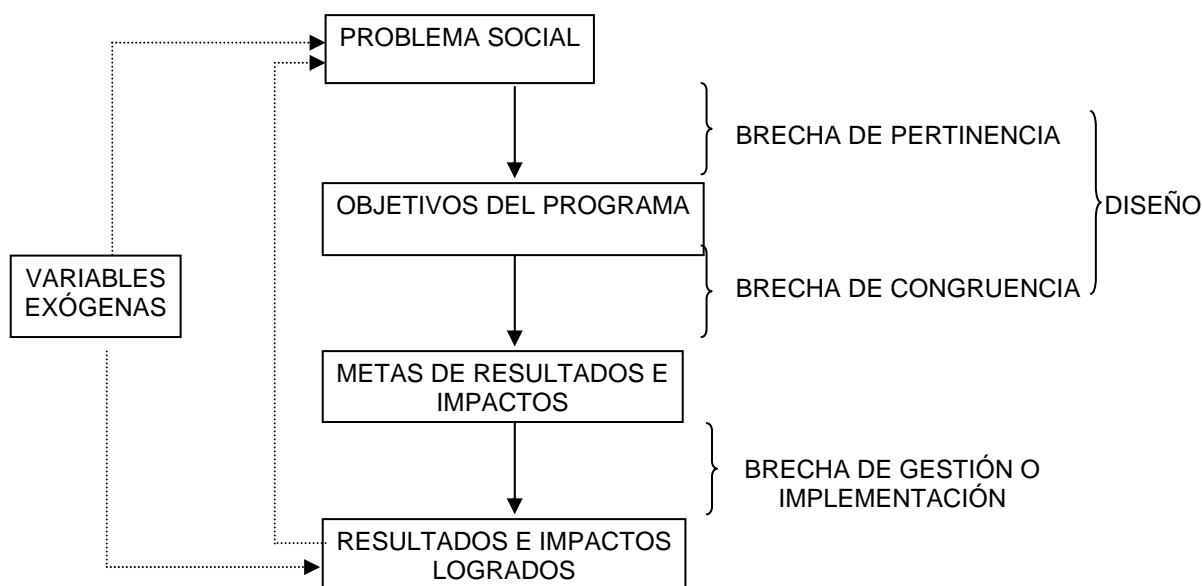 PROBLEMA SOCIAL
BRECHA DE PERTINENCIA
OBJETIVOS DEL PROGRAMA
DISEÑO
VARIABLES
EXÓGENAS
BRECHA DE CONGRUENCIA
METAS DE RESULTADOS E
IMPACTOS
BRECHA DE GESTIÓN O
IMPLEMENTACIÓN
RESULTADOS E IMPACTOS
LOGRADOS